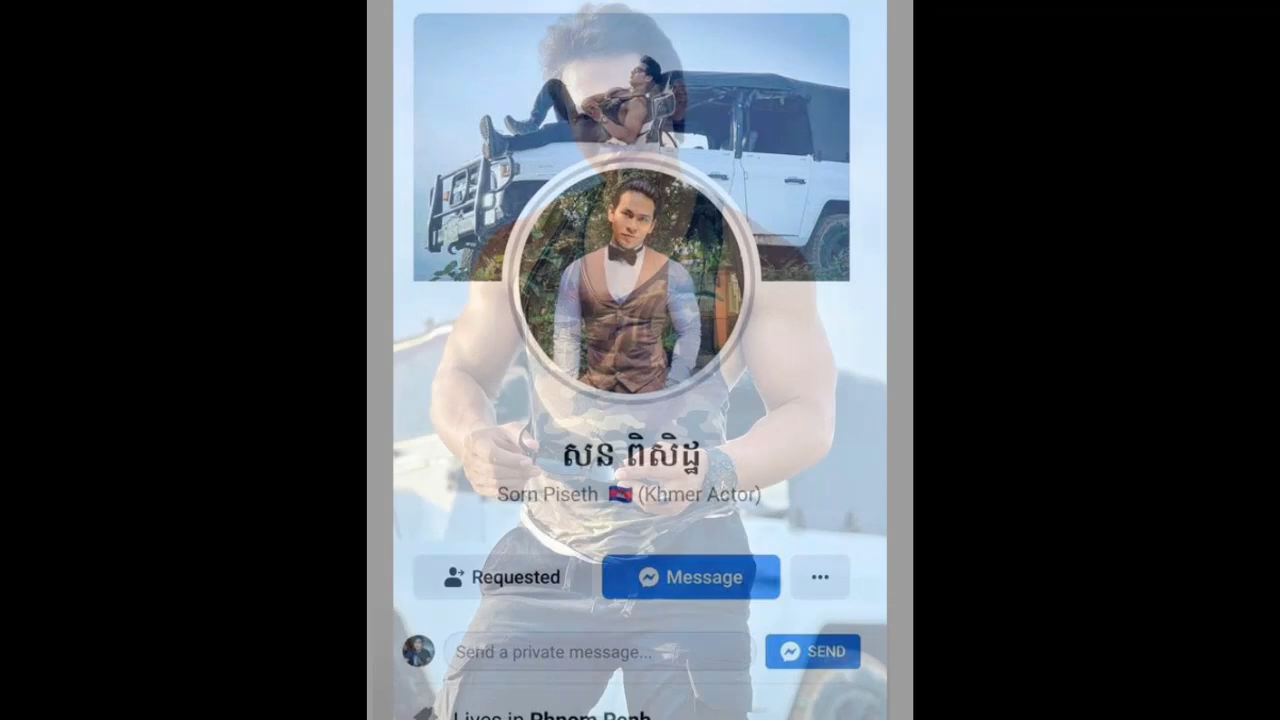 សន ពិសិដ្ឋ
Sorn Piseth 🇰🇭 (Khmer Actor)
Requested
Message
Send a private message...
SEND
Lives in Phnom Penh